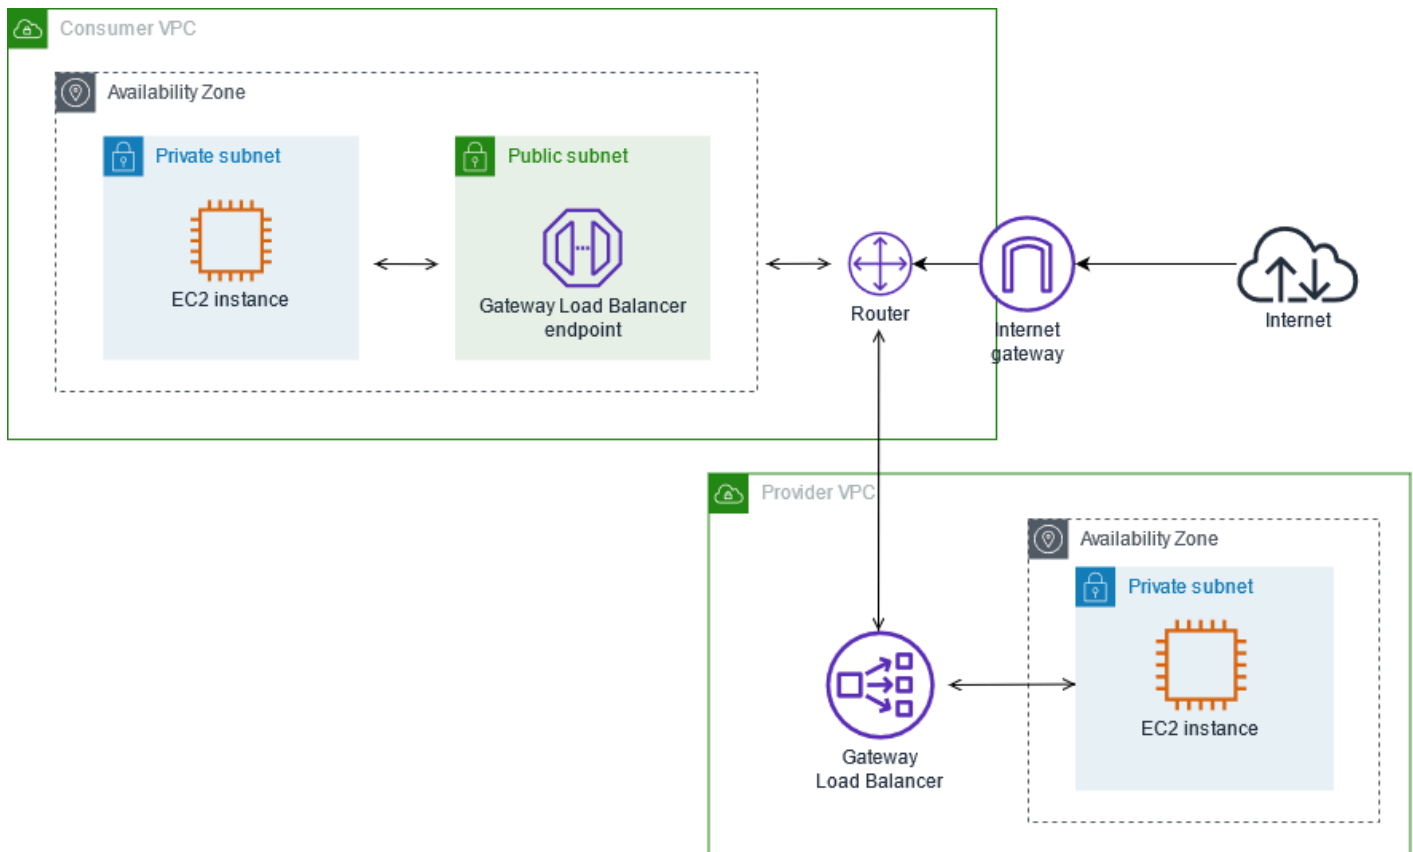 Consumer VPC
Availability Zone
Private subnet
Public subnet
EC2 instance
Gateway Load Balancer
endpoint
Router
Internet
gateway
Internet
Provider VPC
Availability Zone
Private subnet
EC2 instance
Gateway
Load Balancer